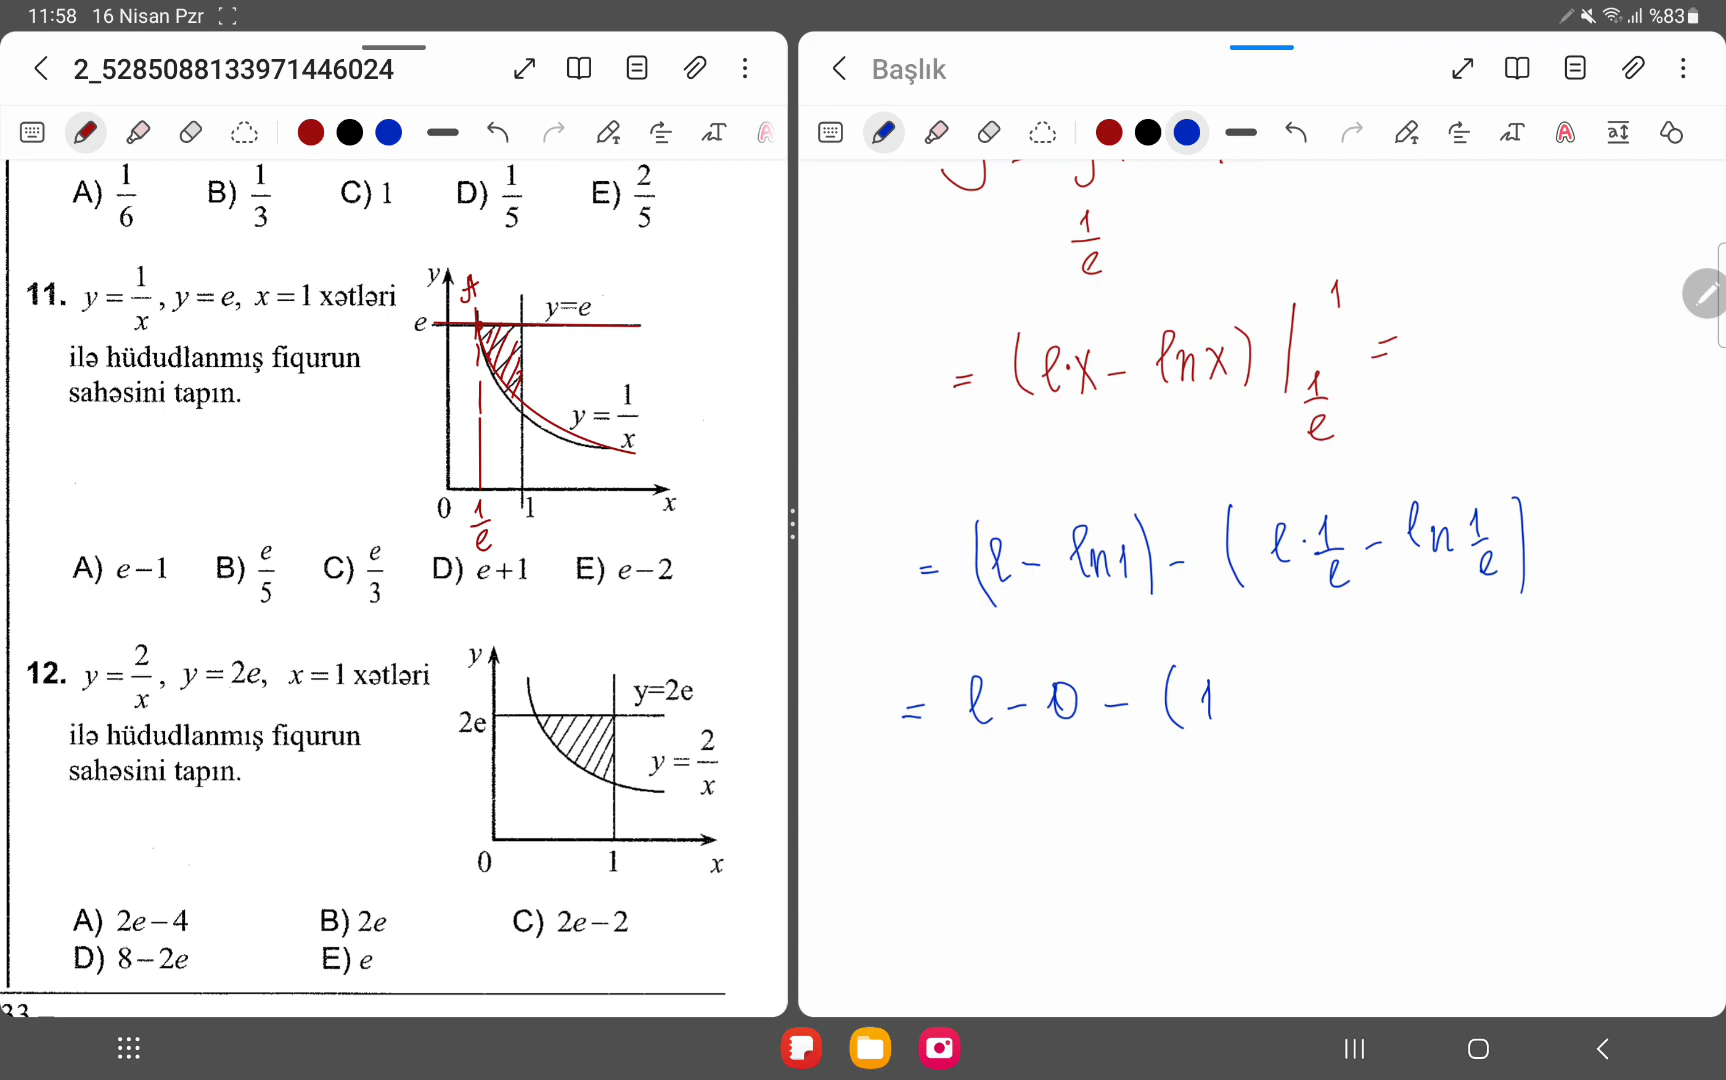 11:58 16 Nisan Pzr %83
2_5285088133971446024
Başlık
A) 1/6 B) 1/3 C) 1 D) 1/5 E) 2/5
11. y = 1/x, y = e, x = 1 xətləri
ilə hüdudlanmış fiqurun
sahəsini tapın.
y A
e y=e
y = 1/x
0 1/e 1 x
A) e−1 B) e/5 C) e/3 D) e+1 E) e−2
12. y = 2/x, y = 2e, x = 1 xətləri
ilə hüdudlanmış fiqurun
sahəsini tapın.
y
y=2e
2e
y = 2/x
0 1 x
A) 2e−4 B) 2e C) 2e−2
D) 8−2e E) e
1/e
= (e·x − ln x) |  1  1/e =
= (e − ln1) − (e · 1/e − ln 1/e)
= e − 0 − (1